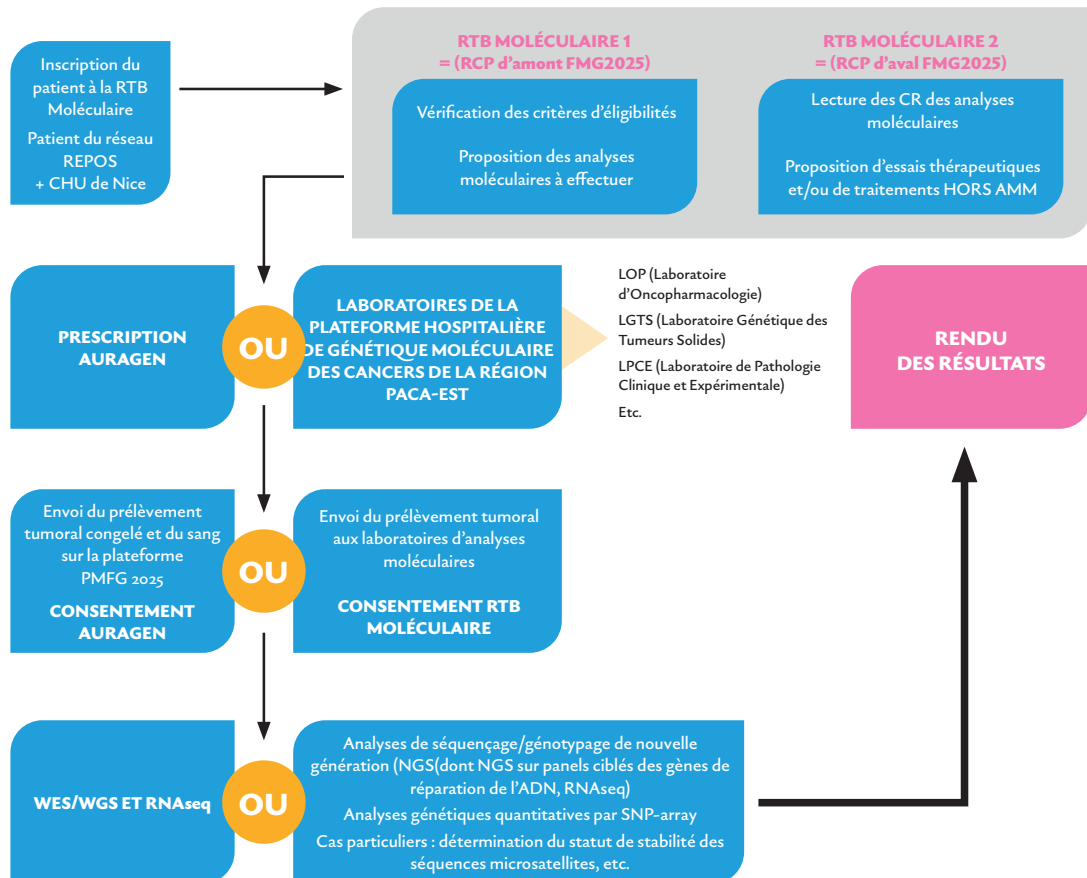 Inscription du
patient à la RTB
Moléculaire
Patient du réseau
REPOS
+ CHU de Nice
RTB MOLÉCULAIRE 1
= (RCP d'amont FMG2025)
Vérification des critères d'éligibilités
Proposition des analyses
moléculaires à effectuer
RTB MOLÉCULAIRE 2
= (RCP d'aval FMG2025)
Lecture des CR des analyses
moléculaires
Proposition d'essais thérapeutiques
et/ou de traitements HORS AMM
PRESCRIPTION
AURAGEN
OU
LABORATOIRES DE LA
PLATEFORME HOSPITALIÈRE
DE GÉNÉTIQUE MOLÉCULAIRE
DES CANCERS DE LA RÉGION
PACA-EST
LOP (Laboratoire
d'Oncopharmacologie)
LGTS (Laboratoire Génétique des
Tumeurs Solides)
LPCE (Laboratoire de Pathologie
Clinique et Expérimentale)
Etc.
RENDU
DES RÉSULTATS
Envoi du prélèvement
tumoral congelé et du sang
sur la plateforme
PMFG 2025
CONSENTEMENT
AURAGEN
OU
Envoi du prélèvement tumoral
aux laboratoires d'analyses
moléculaires
CONSENTEMENT RTB
MOLÉCULAIRE
WES/WGS ET RNAseq
OU
Analyses de séquençage/génotypage de nouvelle
génération (NGS(dont NGS sur panels ciblés des gènes de
réparation de l'ADN, RNAseq)
Analyses génétiques quantitatives par SNP-array
Cas particuliers : détermination du statut de stabilité des
séquences microsatellites, etc.